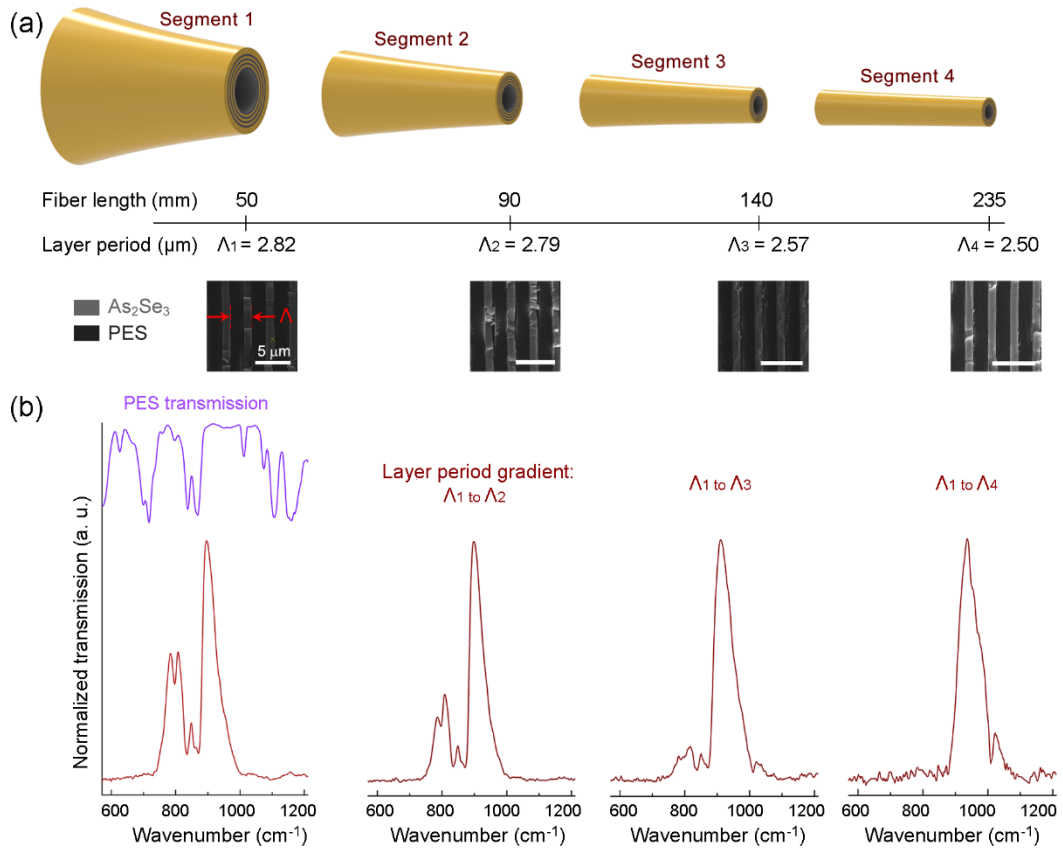 (a)
Segment 1
Segment 2
Segment 3
Segment 4
Fiber length (mm) 50 90 140 235
Layer period (µm) Λ1 = 2.82 Λ2 = 2.79 Λ3 = 2.57 Λ4 = 2.50
As2Se3
PES
Λ
5 µm
(b)
PES transmission
Layer period gradient:
Λ1 to Λ2
Λ1 to Λ3
Λ1 to Λ4
Normalized transmission (a. u.)
600 800 1000 1200 600 800 1000 1200 600 800 1000 1200 600 800 1000 1200
Wavenumber (cm-1) Wavenumber (cm-1) Wavenumber (cm-1) Wavenumber (cm-1)